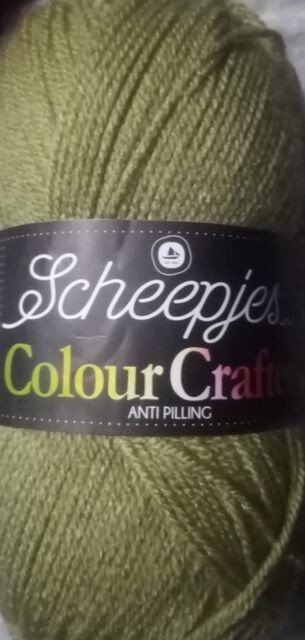 Scheepjes
Colour Crafte
ANTI PILLING